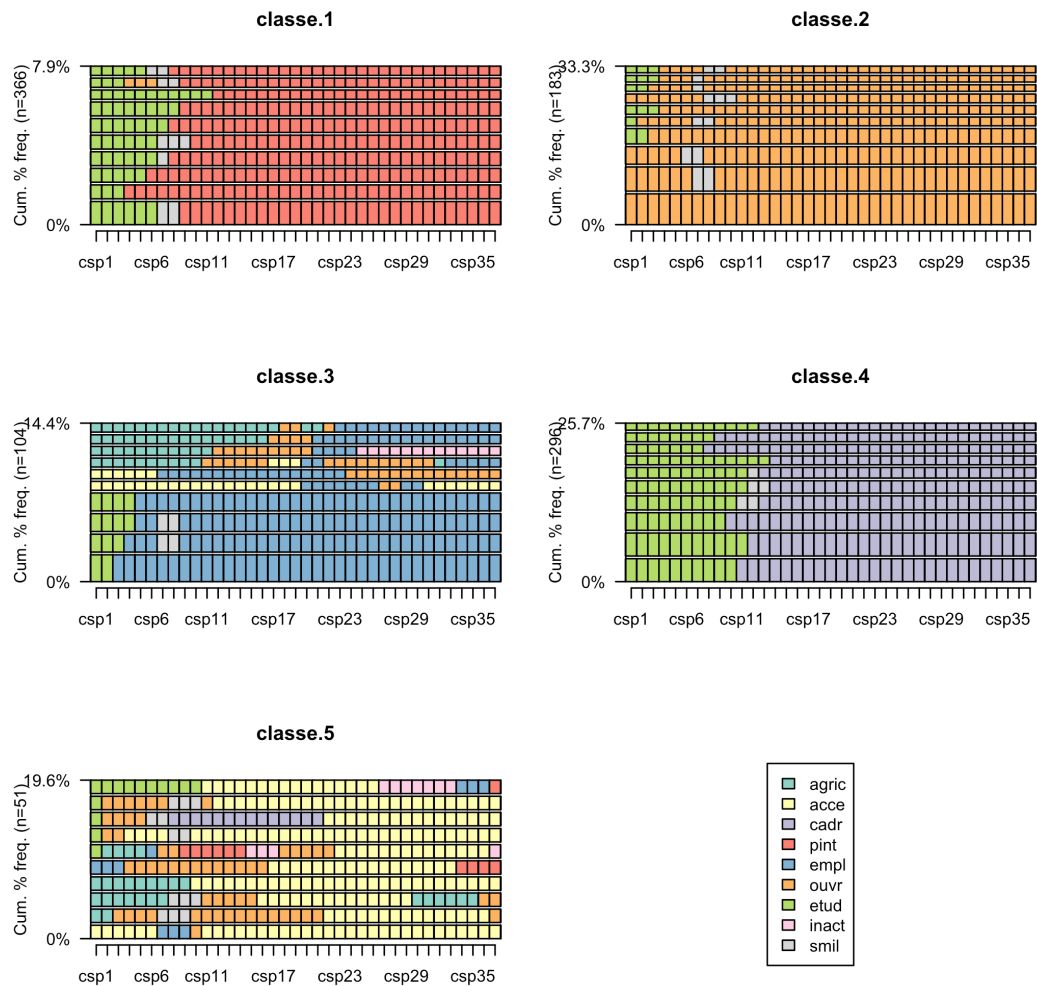 classe.1
Cum. % freq. (n=366)
7.9%
0%
csp1 csp6 csp11 csp17 csp23 csp29 csp35
classe.2
Cum. % freq. (n=183)
33.3%
0%
csp1 csp6 csp11 csp17 csp23 csp29 csp35
classe.3
Cum. % freq. (n=104)
14.4%
0%
csp1 csp6 csp11 csp17 csp23 csp29 csp35
classe.4
Cum. % freq. (n=296)
25.7%
0%
csp1 csp6 csp11 csp17 csp23 csp29 csp35
classe.5
Cum. % freq. (n=51)
19.6%
0%
csp1 csp6 csp11 csp17 csp23 csp29 csp35
agric
acce
cadr
pint
empl
ouvr
etud
inact
smil